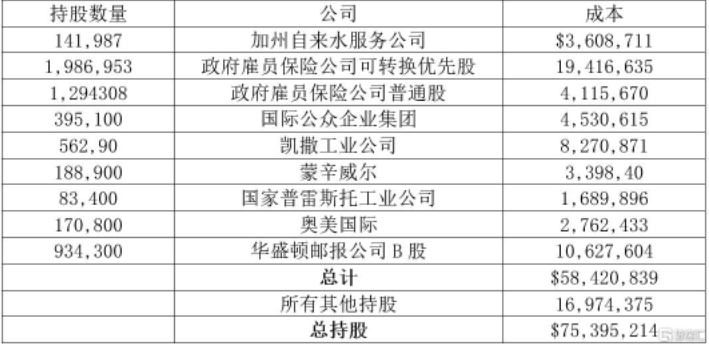 持股数量 公司 成本
141,987 加州自来水服务公司 $3,608,711
1,986,953 政府雇员保险公司可转换优先股 19,416,635
1,294308 政府雇员保险公司普通股 4,115,670
395,100 国际公众企业集团 4,530,615
562,90 凯撒工业公司 8,270,871
188,900 蒙辛威尔 3,398,40
83,400 国家普雷斯托工业公司 1,689,896
170,800 奥美国际 2,762,433
934,300 华盛顿邮报公司B股 10,627,604
总计 $58,420,839
所有其他持股 16,974,375
总持股 $75,395,214